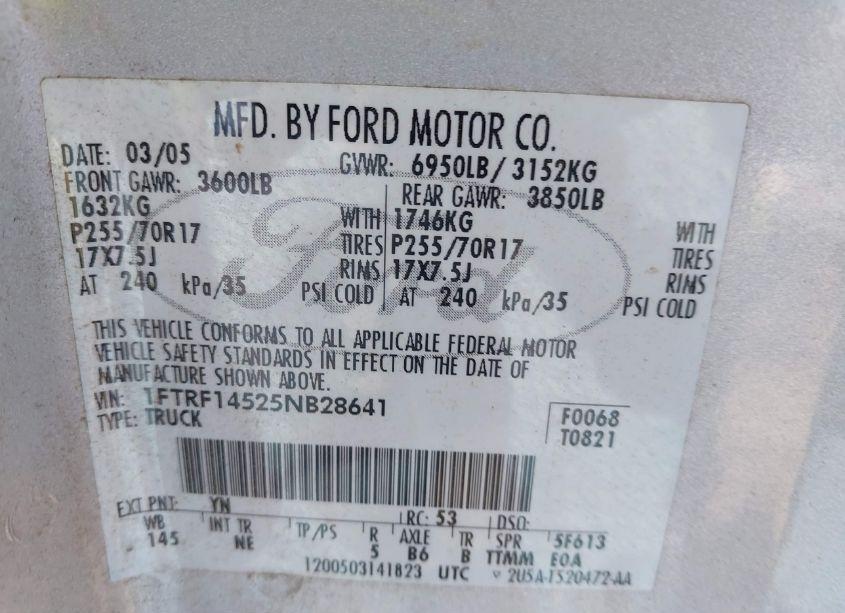 MFD. BY FORD MOTOR CO.
DATE: 03/05 GVWR: 6950LB / 3152KG
FRONT GAWR: 3600LB REAR GAWR: 3850LB
1632KG WITH 1746KG WITH
P255/70R17 TIRES P255/70R17 TIRES
17X7.5J RIMS 17X7.5J RIMS
AT 240 kPa/35 PSI COLD AT 240 kPa/35 PSI COLD
Ford
THIS VEHICLE CONFORMS TO ALL APPLICABLE FEDERAL MOTOR
VEHICLE SAFETY STANDARDS IN EFFECT ON THE DATE OF
MANUFACTURE SHOWN ABOVE.
VIN: 1FTRF14525NB28641
TYPE: TRUCK
F0068
T0821
EXT PNT: YN RC: 53 DSO:
WB INT TR TP/PS R AXLE TR SPR 5F613
145 NE 5 B6 B TTMM EOA
1200503141823 UTC 2U5A-1520472-AA